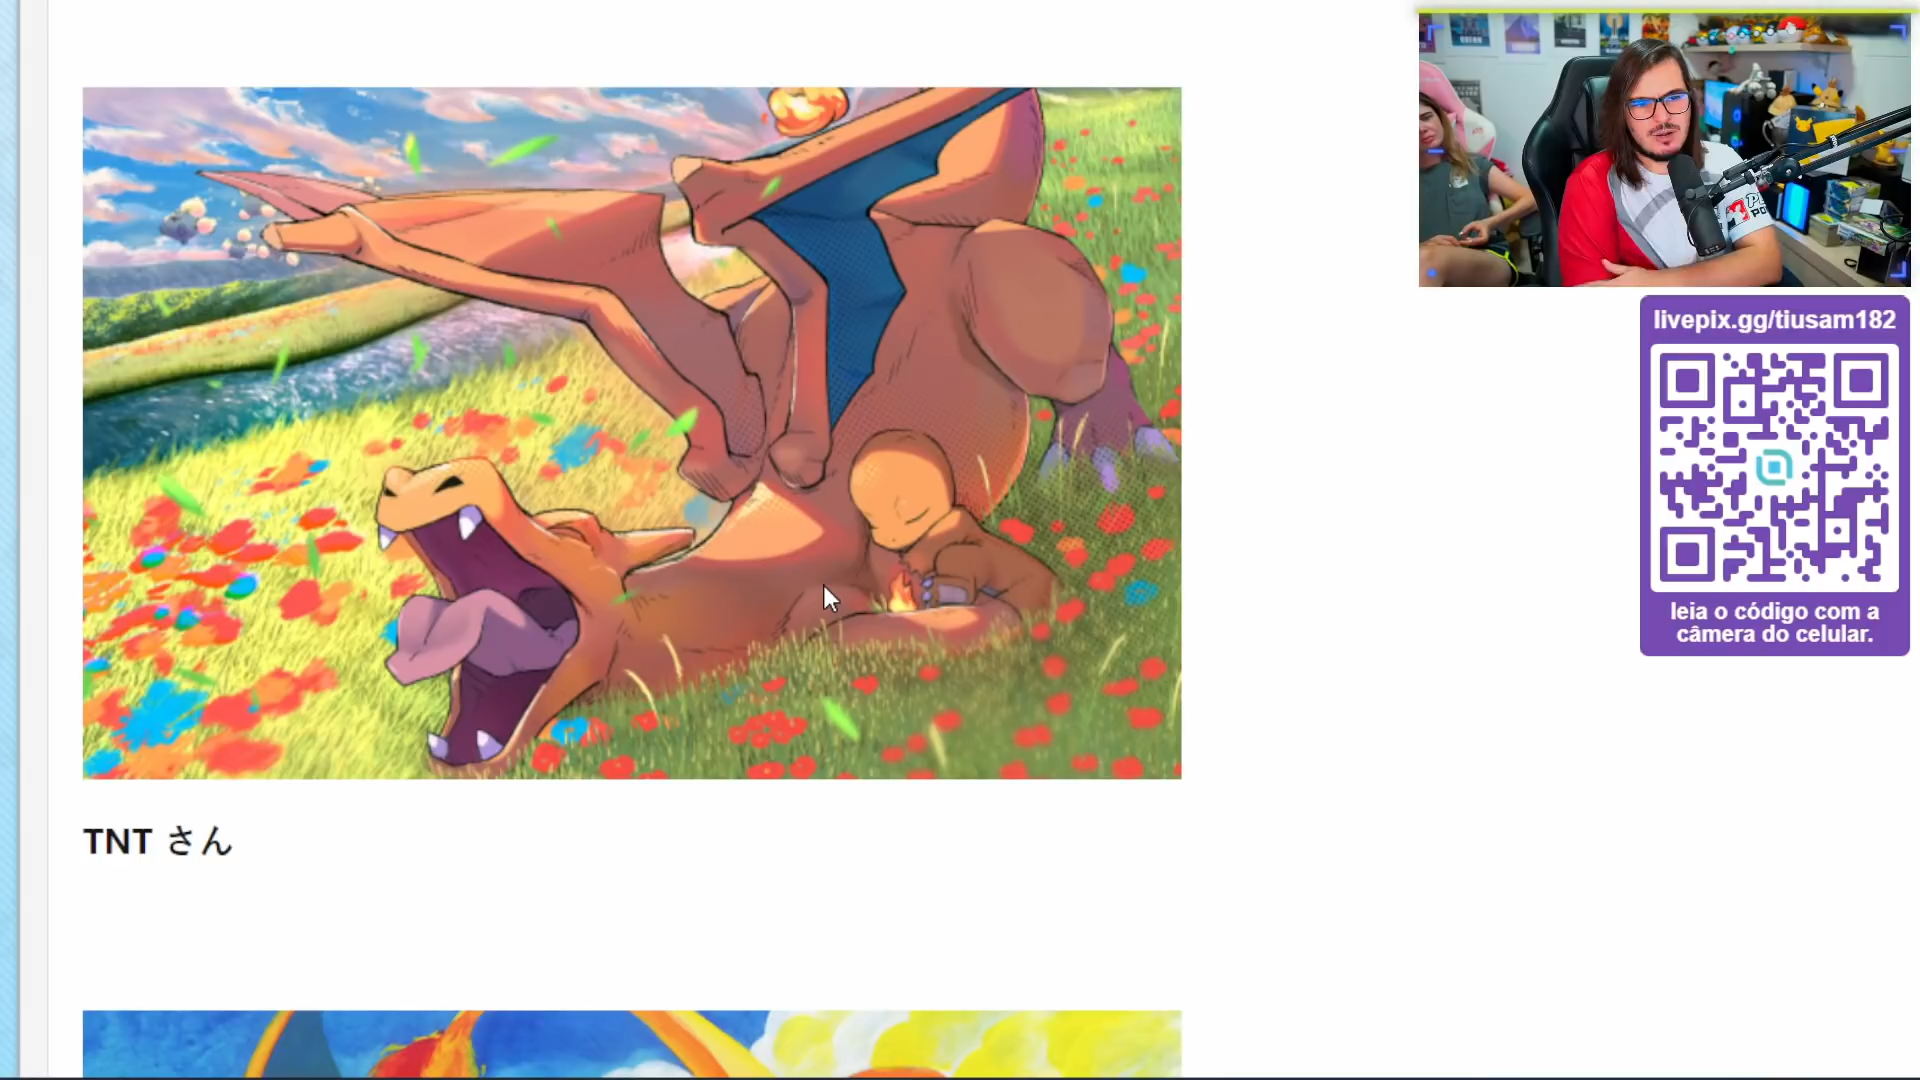 livepix.gg/tiusam182
leia o código com a
câmera do celular.
TNT さん